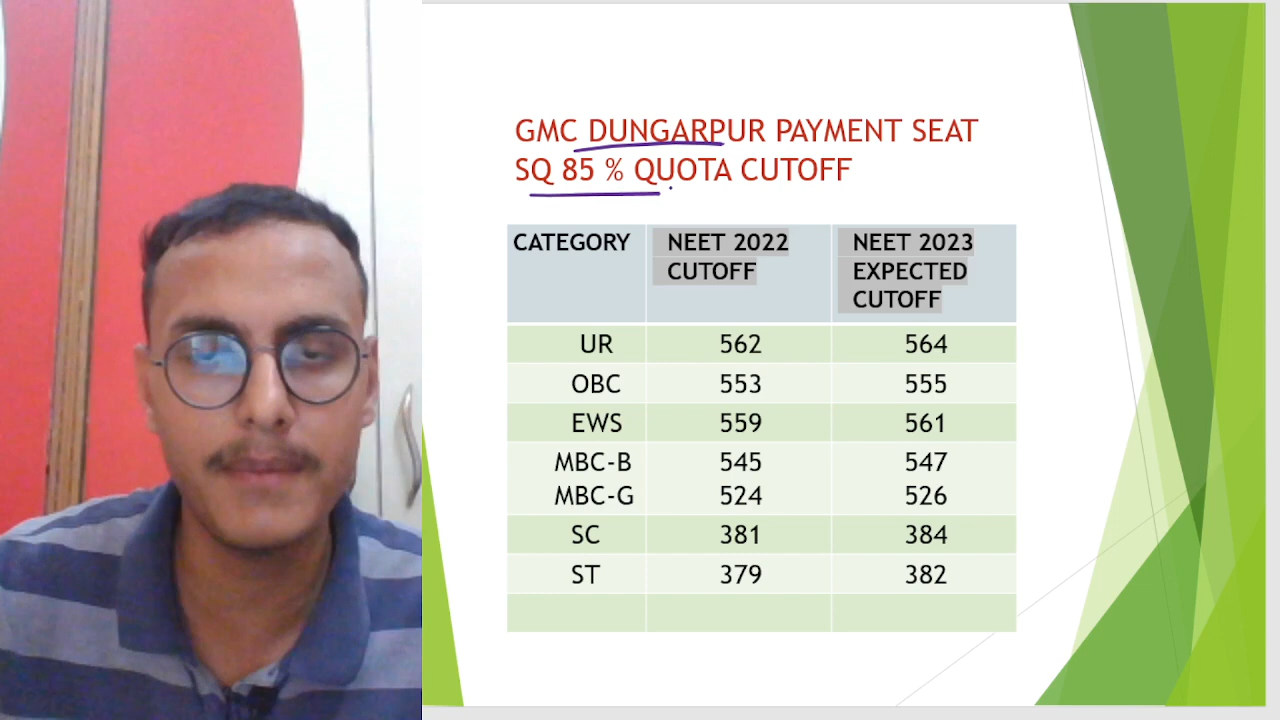 GMC DUNGARPUR PAYMENT SEAT
SQ 85 % QUOTA CUTOFF
CATEGORY NEET 2022 CUTOFF NEET 2023 EXPECTED CUTOFF
UR 562 564
OBC 553 555
EWS 559 561
MBC-B 545 547
MBC-G 524 526
SC 381 384
ST 379 382